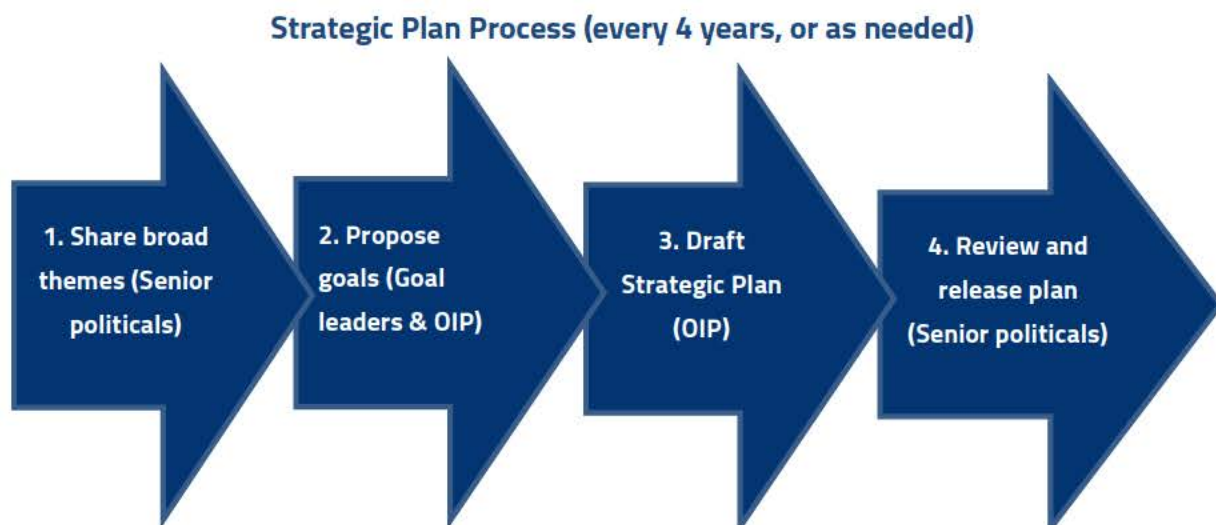 Strategic Plan Process (every 4 years, or as needed)
1. Share broad
themes (Senior
politicals)
2. Propose
goals (Goal
leaders & OIP)
3. Draft
Strategic Plan
(OIP)
4. Review and
release plan
(Senior politicals)